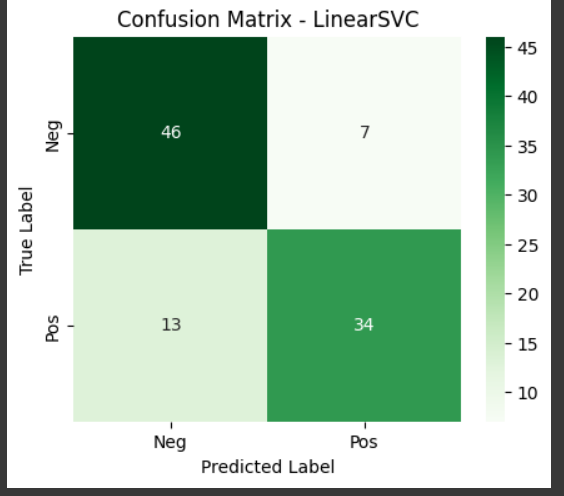 Confusion Matrix - LinearSVC
True Label
Neg
Pos
46 7
13 34
Neg Pos
Predicted Label
45
40
35
30
25
20
15
10